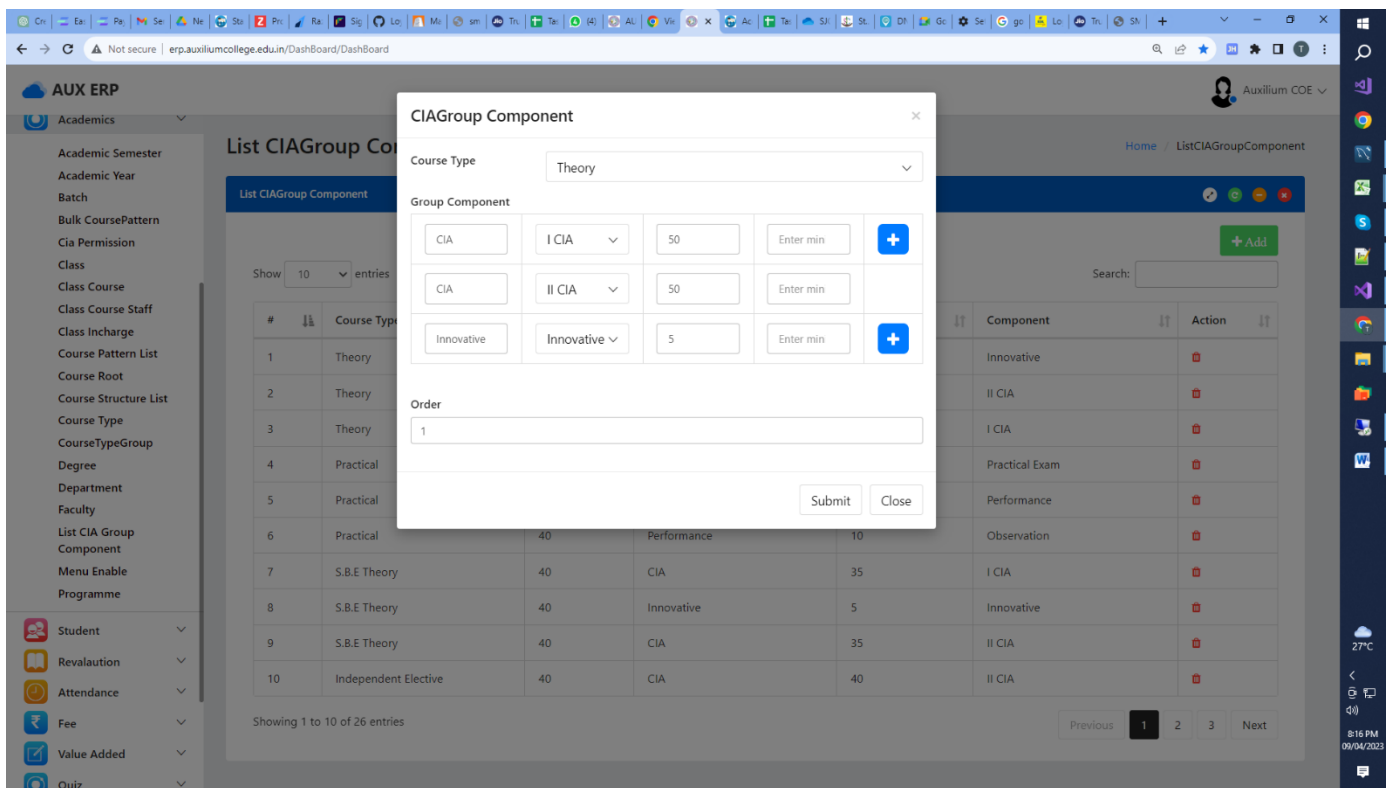 Not secure erp.auxiliumcollege.edu.in/DashBoard/DashBoard
AUX ERP
Auxilium COE
Academics
Academic Semester
Academic Year
Batch
Bulk CoursePattern
Cia Permission
Class
Class Course
Class Course Staff
Class Incharge
Course Pattern List
Course Root
Course Structure List
Course Type
CourseTypeGroup
Degree
Department
Faculty
List CIA Group
Component
Menu Enable
Programme
Student
Revalaution
Attendance
Fee
Value Added
Quiz
List CIAGroup
Home / ListCIAGroupComponent
List CIAGroup Component
+ Add
Show 10 entries
Search:
# Course Type Component Action
1 Theory Innovative
2 Theory II CIA
3 Theory I CIA
4 Practical Practical Exam
5 Practical Performance
6 Practical 40 Performance 10 Observation
7 S.B.E Theory 40 CIA 35 I CIA
8 S.B.E Theory 40 Innovative 5 Innovative
9 S.B.E Theory 40 CIA 35 II CIA
10 Independent Elective 40 CIA 40 II CIA
Showing 1 to 10 of 26 entries
Previous 1 2 3 Next
CIAGroup Component ×
Course Type Theory
Group Component
CIA I CIA 50 Enter min +
CIA II CIA 50 Enter min
Innovative Innovative 5 Enter min +
Order
1
Submit Close
27°C
8:16 PM
09/04/2023